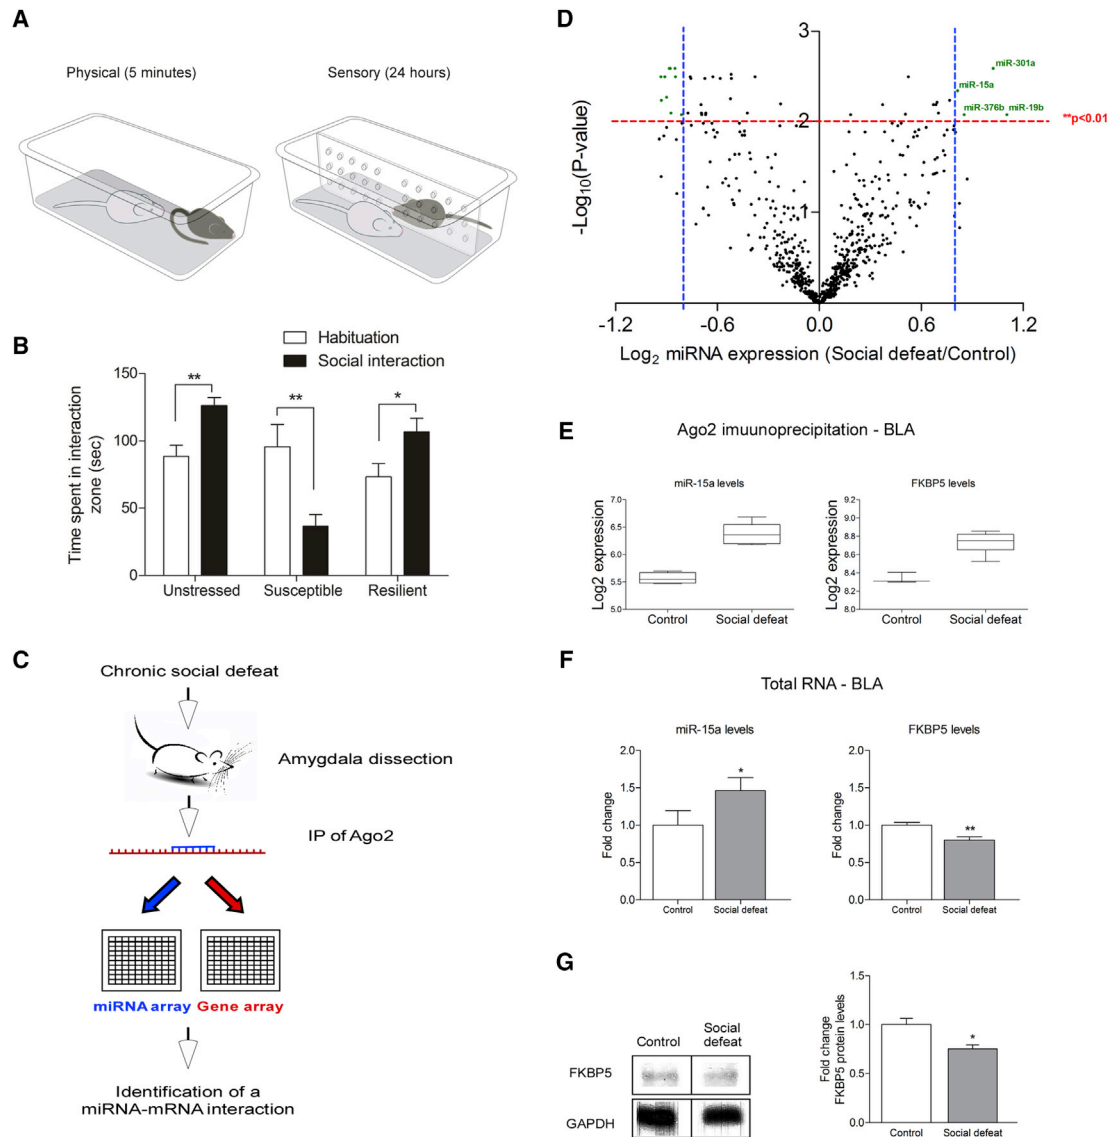 A
Physical (5 minutes)
Sensory (24 hours)
B
Habituation
Social interaction
Time spent in interaction
zone (sec)
150
100
50
0
**
**
*
Unstressed
Susceptible
Resilient
C
Chronic social defeat
Amygdala dissection
IP of Ago2
miRNA array
Gene array
Identification of a
miRNA-mRNA interaction
D
-Log10(P-value)
3
2
1
miR-301a
miR-15a
miR-376b
miR-19b
**p<0.01
-1.2
-0.6
0.0
0.6
1.2
Log2 miRNA expression (Social defeat/Control)
E
Ago2 imuunoprecipitation - BLA
miR-15a levels
Log2 expression
7.0
6.5
6.0
5.5
5.0
Control
Social defeat
FKBP5 levels
Log2 expression
9.2
9.0
8.8
8.6
8.4
8.2
8.0
Control
Social defeat
F
Total RNA - BLA
miR-15a levels
Fold change
2.0
1.5
1.0
0.5
0.0
*
Control
Social defeat
FKBP5 levels
Fold change
2.0
1.5
1.0
0.5
0.0
**
Control
Social defeat
G
Control
Social
defeat
FKBP5
GAPDH
Fold change
FKBP5 protein levels
1.5
1.0
0.5
0.0
*
Control
Social defeat